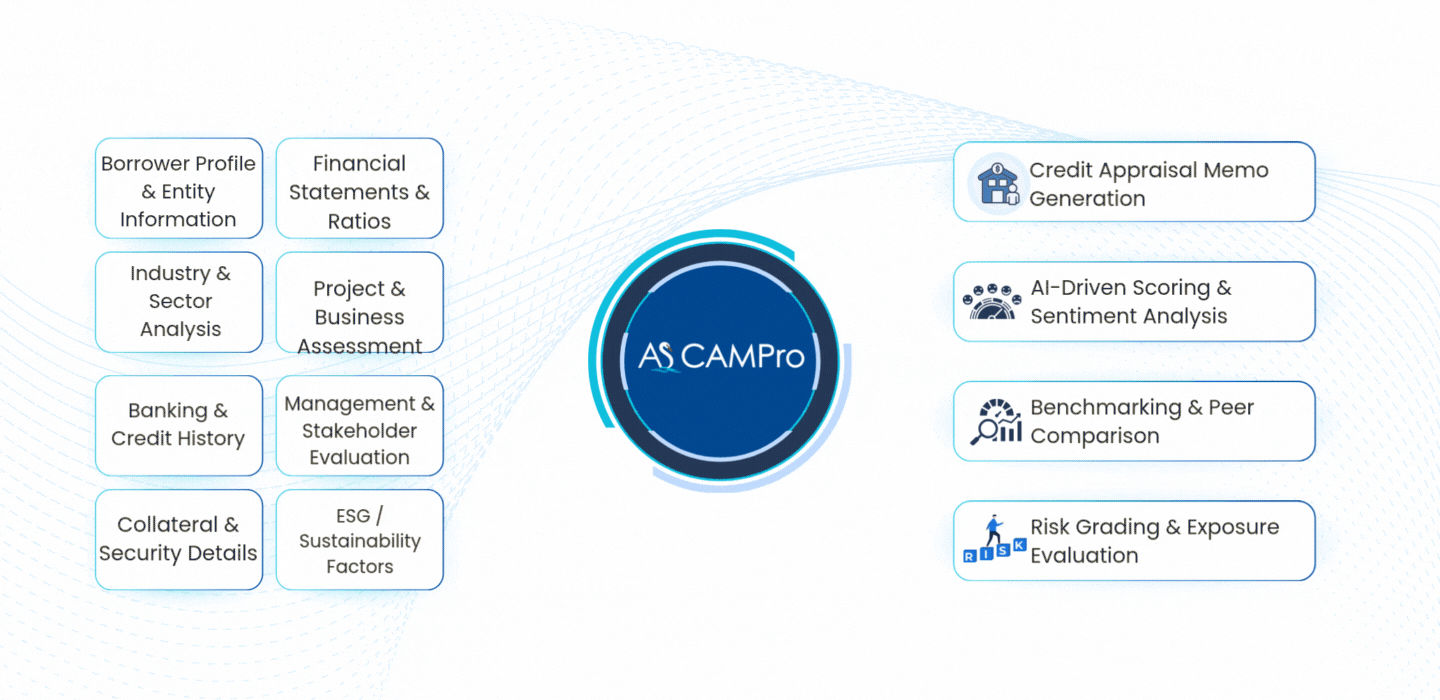 Borrower Profile
& Entity
Information
Financial
Statements &
Ratios
Industry &
Sector
Analysis
Project &
Business
Assessment
Banking &
Credit History
Management &
Stakeholder
Evaluation
Collateral &
Security Details
ESG /
Sustainability
Factors
AS CAMPro
$
Credit Appraisal Memo
Generation
AI-Driven Scoring &
Sentiment Analysis
Benchmarking & Peer
Comparison
RISK
Risk Grading & Exposure
Evaluation